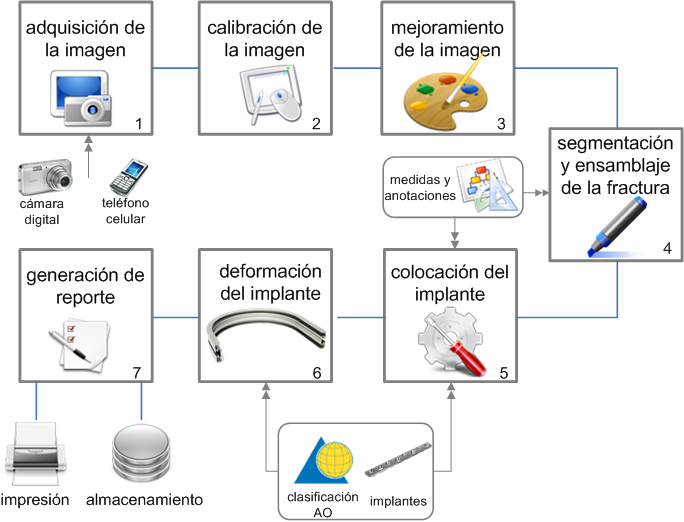 adquisición de
la imagen
1
calibración de
la imagen
2
mejoramiento
de la imagen
3
cámara
digital
teléfono
celular
medidas y
anotaciones
segmentación
y ensamblaje
de la fractura
4
colocación del
implante
5
deformación
del implante
6
generación de
reporte
7
clasificación
AO
implantes
impresión
almacenamiento